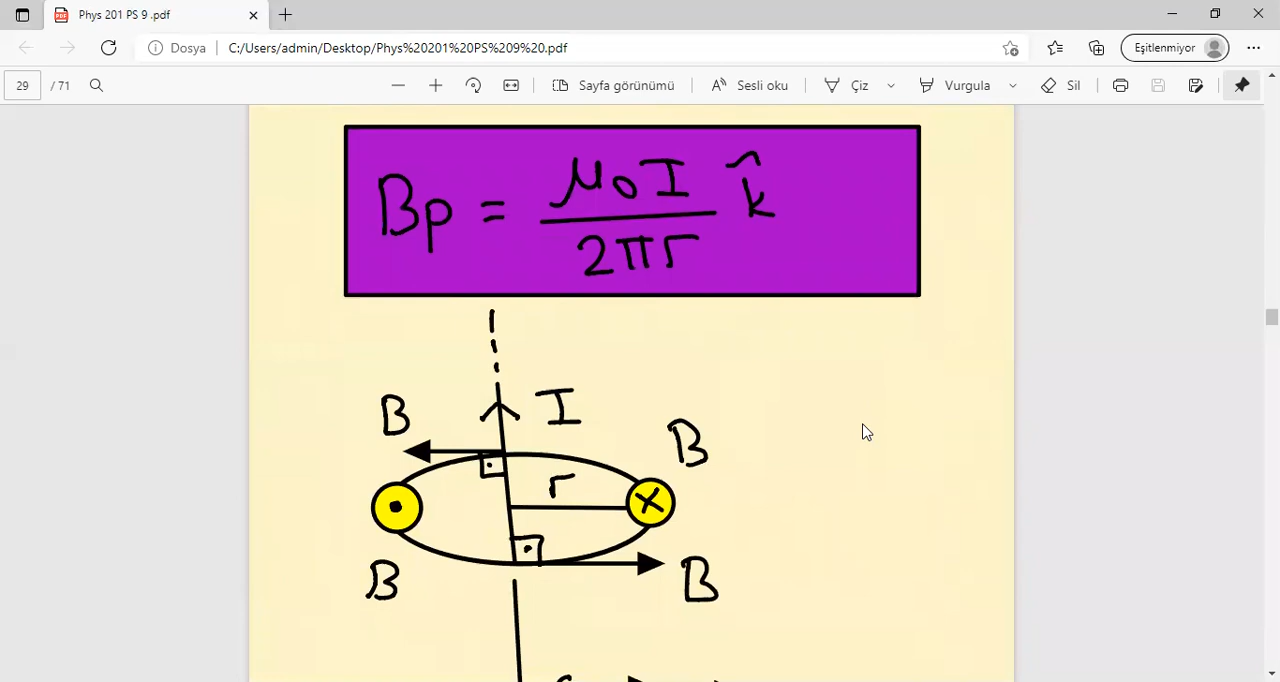 Phys 201 PS 9 .pdf
Dosya
C:/Users/admin/Desktop/Phys%20201%20PS%209%20.pdf
Eşitlenmiyor
29 / 71
Sayfa görünümü
Sesli oku
Çiz
Vurgula
Sil
Bp = μ0I / 2πr k̂
I
B
B
r
B
B